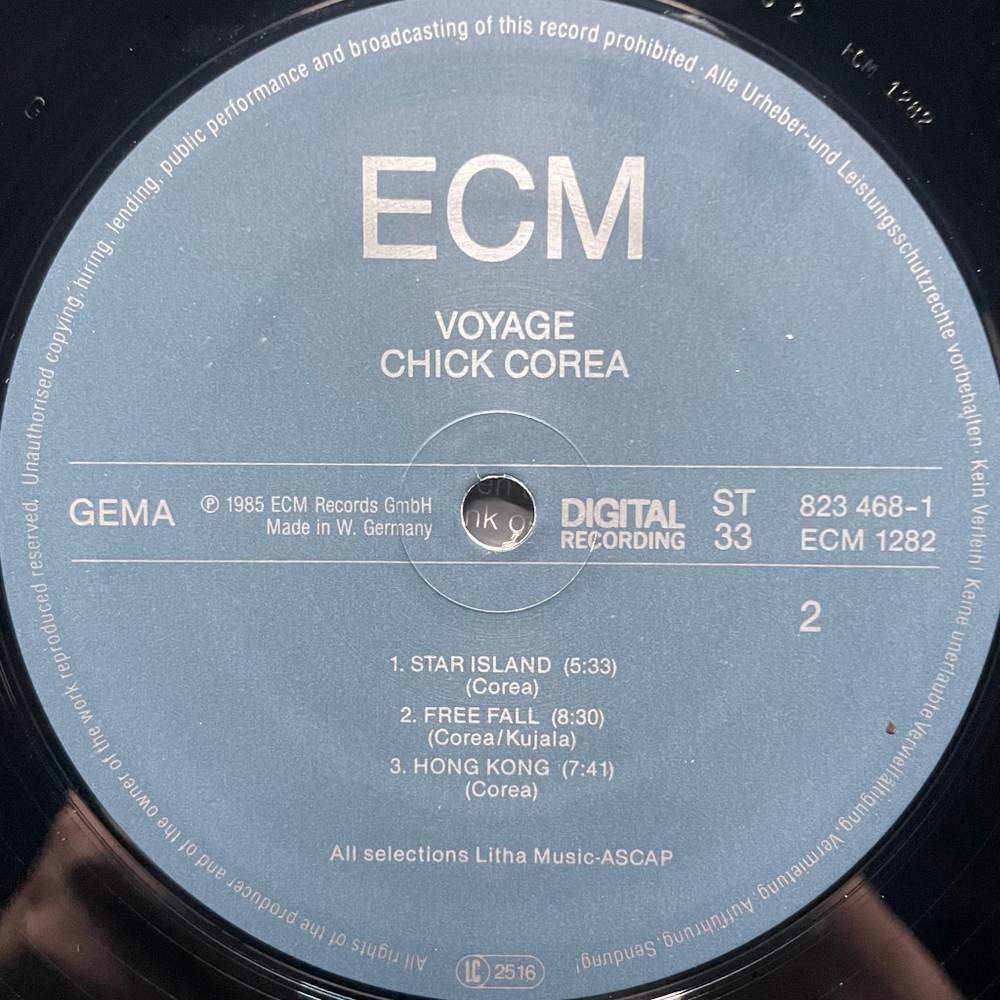 All rights of the producer and of the owner of the work reproduced reserved. Unauthorised copying, hiring, lending, public performance and broadcasting of this record prohibited · Alle Urheber-und Leistungsschutzrechte vorbehalten · Kein Verleih! Keine unerlaubte Vervielfältigung, Vermietung, Aufführung, Sendung!
ECM 1282
ECM
VOYAGE
CHICK COREA
GEMA
℗ 1985 ECM Records GmbH
Made in W. Germany
DIGITAL
RECORDING
ST
33
823 468-1
ECM 1282
2
1. STAR ISLAND (5:33)
(Corea)
2. FREE FALL (8:30)
(Corea/Kujala)
3. HONG KONG (7:41)
(Corea)
All selections Litha Music-ASCAP
LC 2516